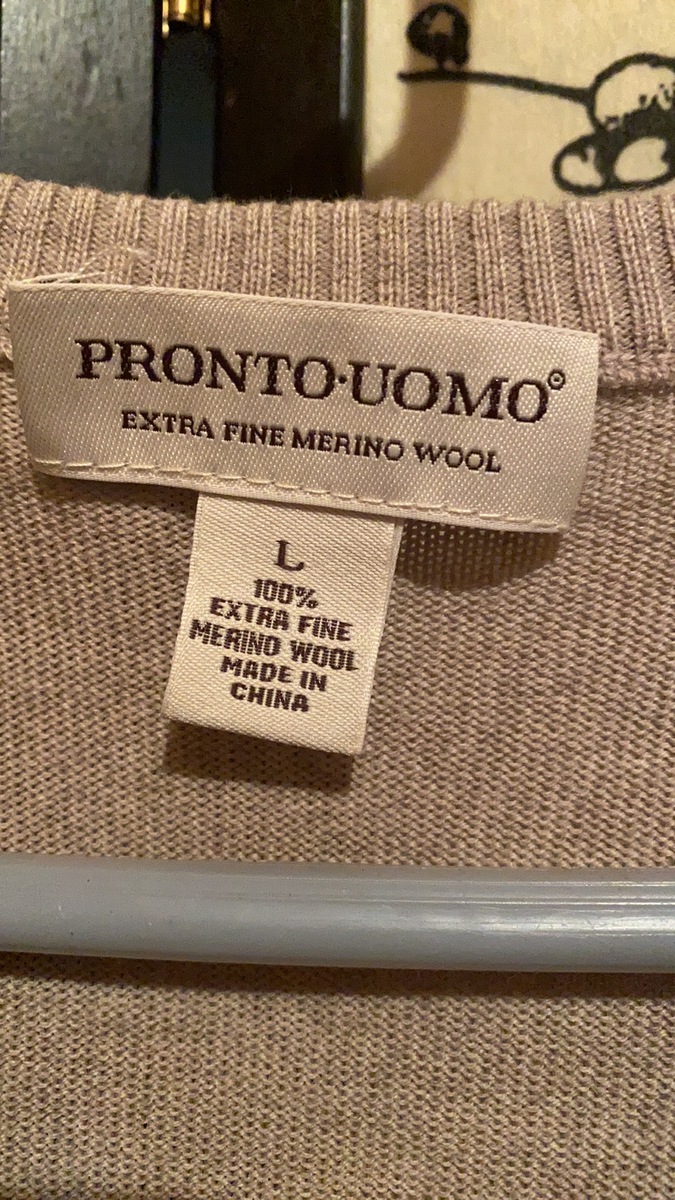 PRONTO·UOMO®
EXTRA FINE MERINO WOOL
L
100%
EXTRA FINE
MERINO WOOL
MADE IN
CHINA